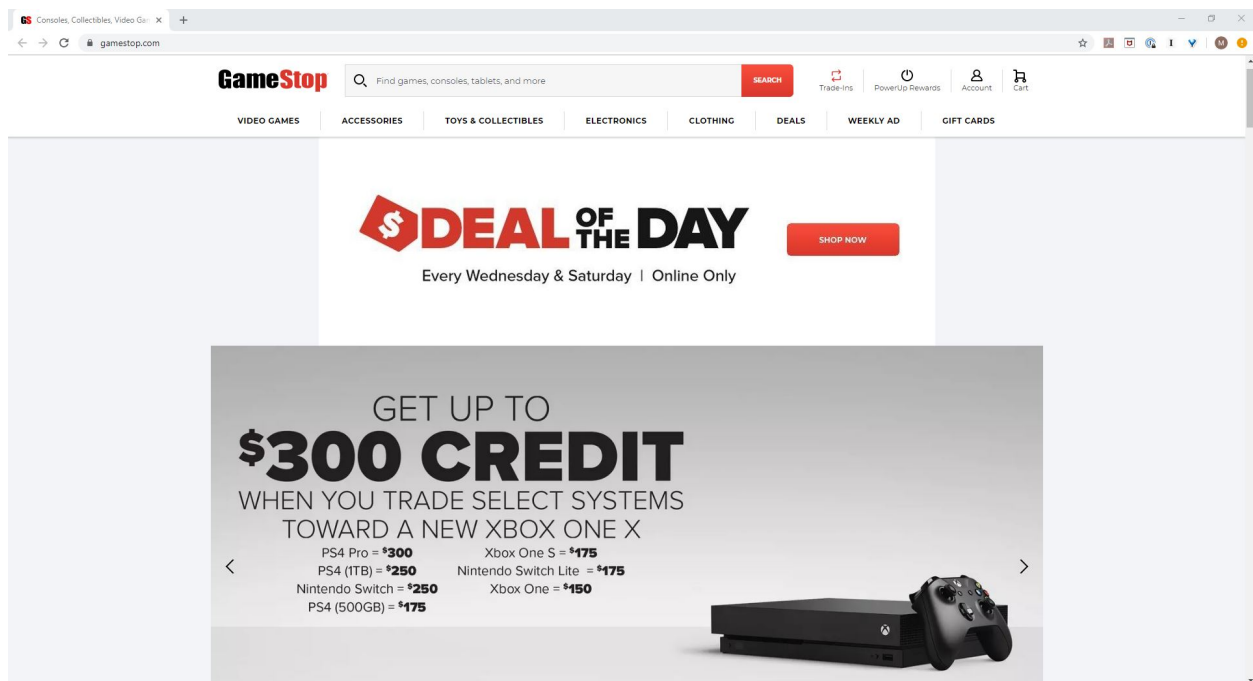 GS Consoles, Collectibles, Video Ga
gamestop.com
GameStop
Find games, consoles, tablets, and more
SEARCH
Trade-Ins
PowerUp Rewards
Account
Cart
VIDEO GAMES
ACCESSORIES
TOYS & COLLECTIBLES
ELECTRONICS
CLOTHING
DEALS
WEEKLY AD
GIFT CARDS
$ DEAL OF THE DAY
SHOP NOW
Every Wednesday & Saturday | Online Only
GET UP TO
$300 CREDIT
WHEN YOU TRADE SELECT SYSTEMS
TOWARD A NEW XBOX ONE X
PS4 Pro = $300
PS4 (1TB) = $250
Nintendo Switch = $250
PS4 (500GB) = $175
Xbox One S = $175
Nintendo Switch Lite = $175
Xbox One = $150